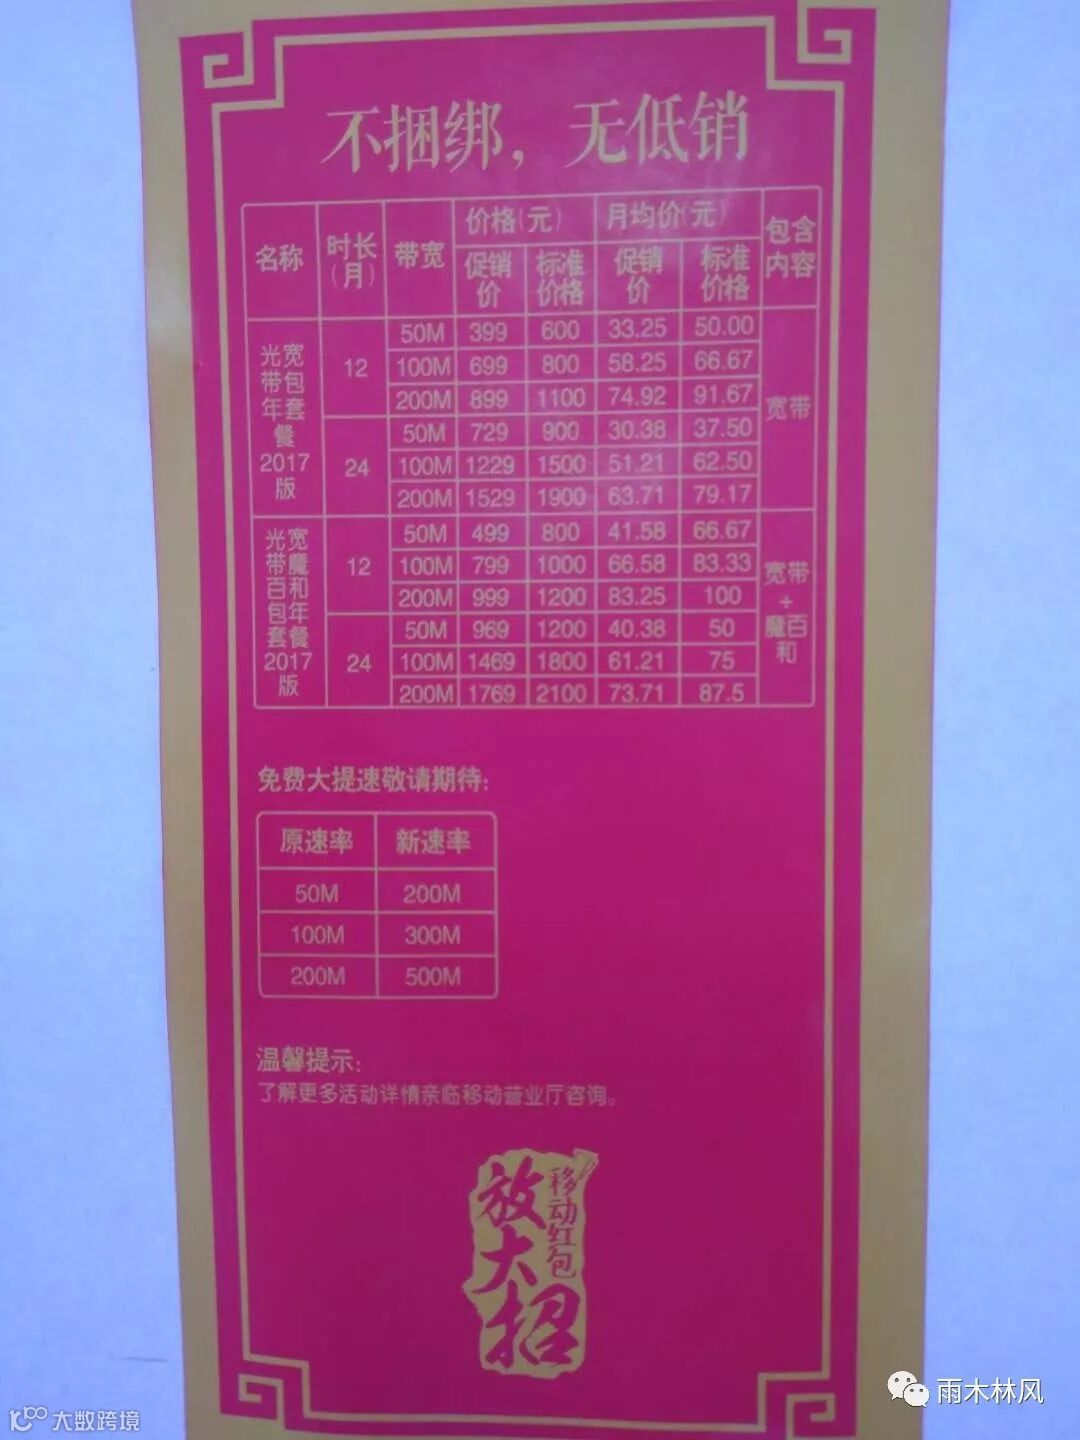 不捆绑，无低销
名称 时长（月） 带宽 价格（元） 月均价（元） 包含内容
促销价 标准价格 促销价 标准价格
光宽带包年套餐2017版 12 50M 399 600 33.25 50.00 宽带
100M 699 800 58.25 66.67
200M 899 1100 74.92 91.67
24 50M 729 900 30.38 37.50
100M 1229 1500 51.21 62.50
200M 1529 1900 63.71 79.17
光宽带魔百和包年套餐2017版 12 50M 499 800 41.58 66.67 宽带+魔百和
100M 799 1000 66.58 83.33
200M 999 1200 83.25 100
24 50M 969 1200 40.38 50
100M 1469 1800 61.21 75
200M 1769 2100 73.71 87.5
免费大提速敬请期待：
原速率 新速率
50M 200M
100M 300M
200M 500M
温馨提示：
了解更多活动详情亲临移动营业厅咨询。
移动红包
放大招
雨木林风
大数跨境